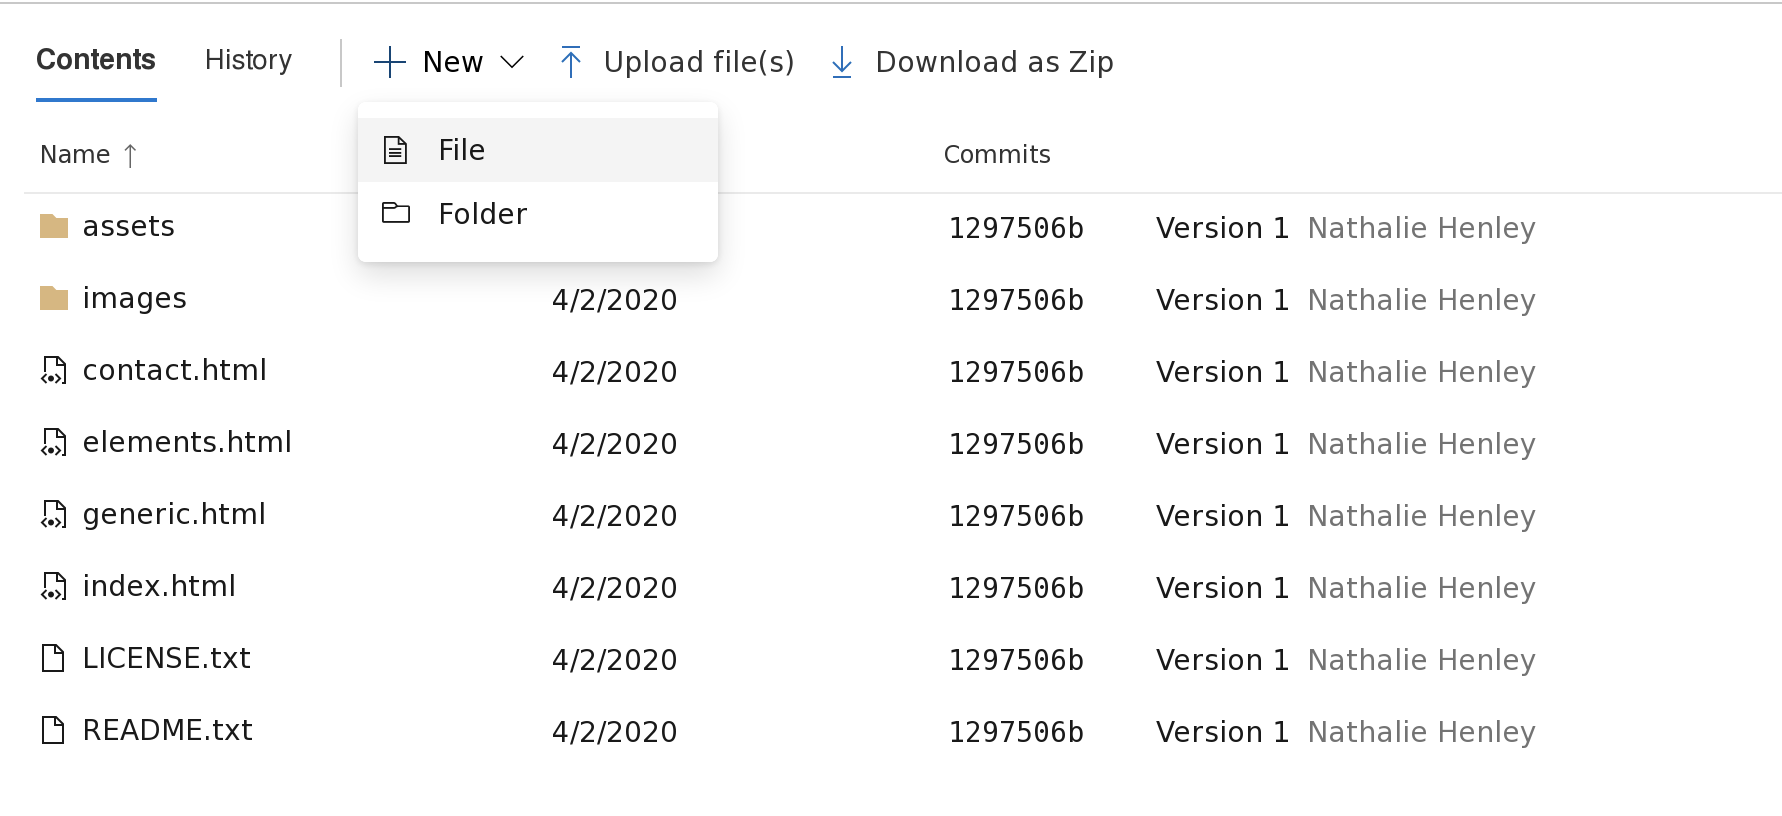 Contents History New Upload file(s) Download as Zip
File
Name Commits
Folder
assets 1297506b Version 1 Nathalie Henley
images 4/2/2020 1297506b Version 1 Nathalie Henley
contact.html 4/2/2020 1297506b Version 1 Nathalie Henley
elements.html 4/2/2020 1297506b Version 1 Nathalie Henley
generic.html 4/2/2020 1297506b Version 1 Nathalie Henley
index.html 4/2/2020 1297506b Version 1 Nathalie Henley
LICENSE.txt 4/2/2020 1297506b Version 1 Nathalie Henley
README.txt 4/2/2020 1297506b Version 1 Nathalie Henley